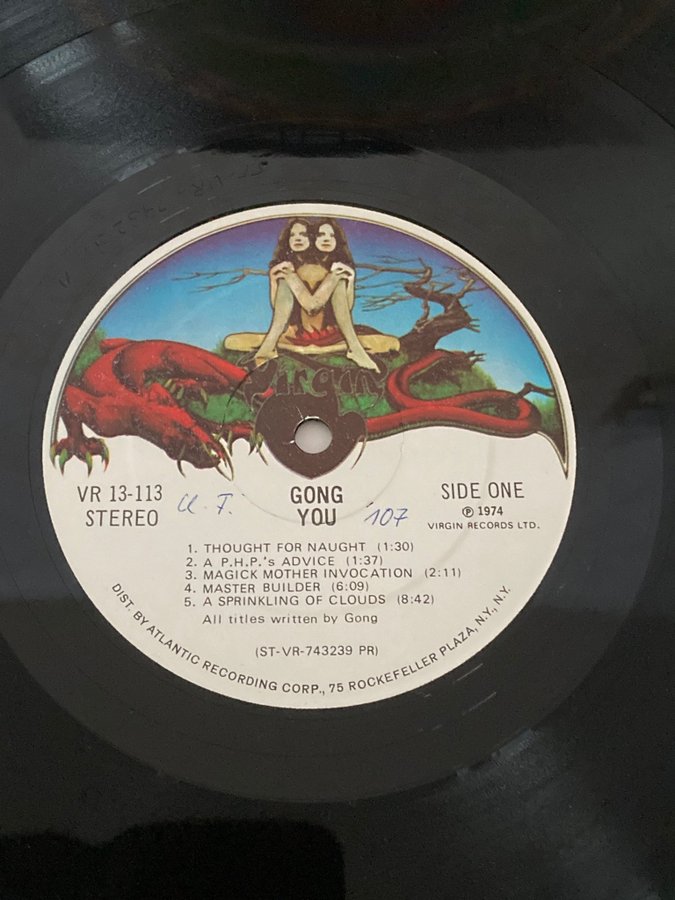 Virgin
VR 13-113
STEREO
GONG
YOU
107
SIDE ONE
℗ 1974
VIRGIN RECORDS LTD.
1. THOUGHT FOR NAUGHT (1:30)
2. A P.H.P.'s ADVICE (1:37)
3. MAGICK MOTHER INVOCATION (2:11)
4. MASTER BUILDER (6:09)
5. A SPRINKLING OF CLOUDS (8:42)
All titles written by Gong
(ST-VR-743239 PR)
DIST. BY ATLANTIC RECORDING CORP., 75 ROCKEFELLER PLAZA, N.Y., N.Y.